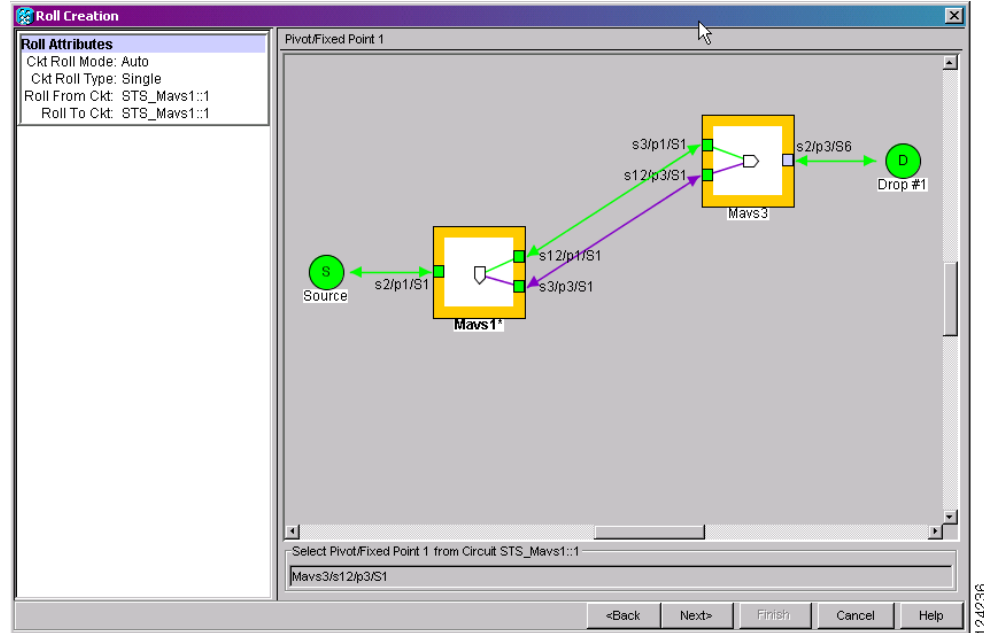 Roll Creation
Roll Attributes
Ckt Roll Mode: Auto
Ckt Roll Type: Single
Roll From Ckt: STS_Mavs1::1
Roll To Ckt: STS_Mavs1::1
Pivot/Fixed Point 1
s3/p1/S1
s2/p3/S6
s12/p3/S1
D
Drop #1
Mavs3
s12/p1/S1
S
s2/p1/S1
s3/p3/S1
Source
Mavs1*
Select Pivot/Fixed Point 1 from Circuit STS_Mavs1::1
Mavs3/s12/p3/S1
<Back
Next>
Finish
Cancel
Help
124236